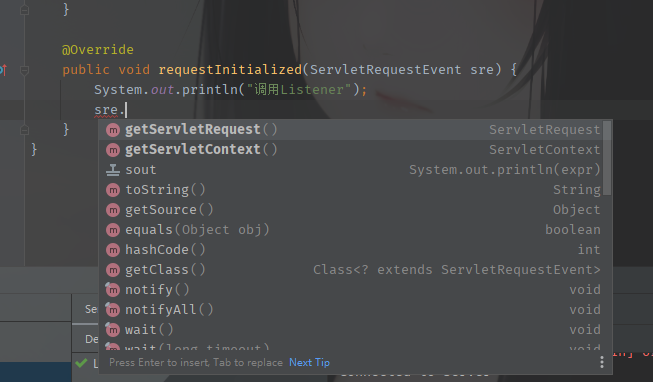 }
@Override
public void requestInitialized(ServletRequestEvent sre) {
System.out.println("调用Listener");
sre.
}
}
getServletRequest() ServletRequest
getServletContext() ServletContext
sout System.out.println(expr)
toString() String
getSource() Object
equals(Object obj) boolean
hashCode() int
getClass() Class<? extends ServletRequestEvent>
notify() void
notifyAll() void
wait() void
wait(long timeout) void
Press Enter to insert, Tab to replace Next Tip
Se
De
L